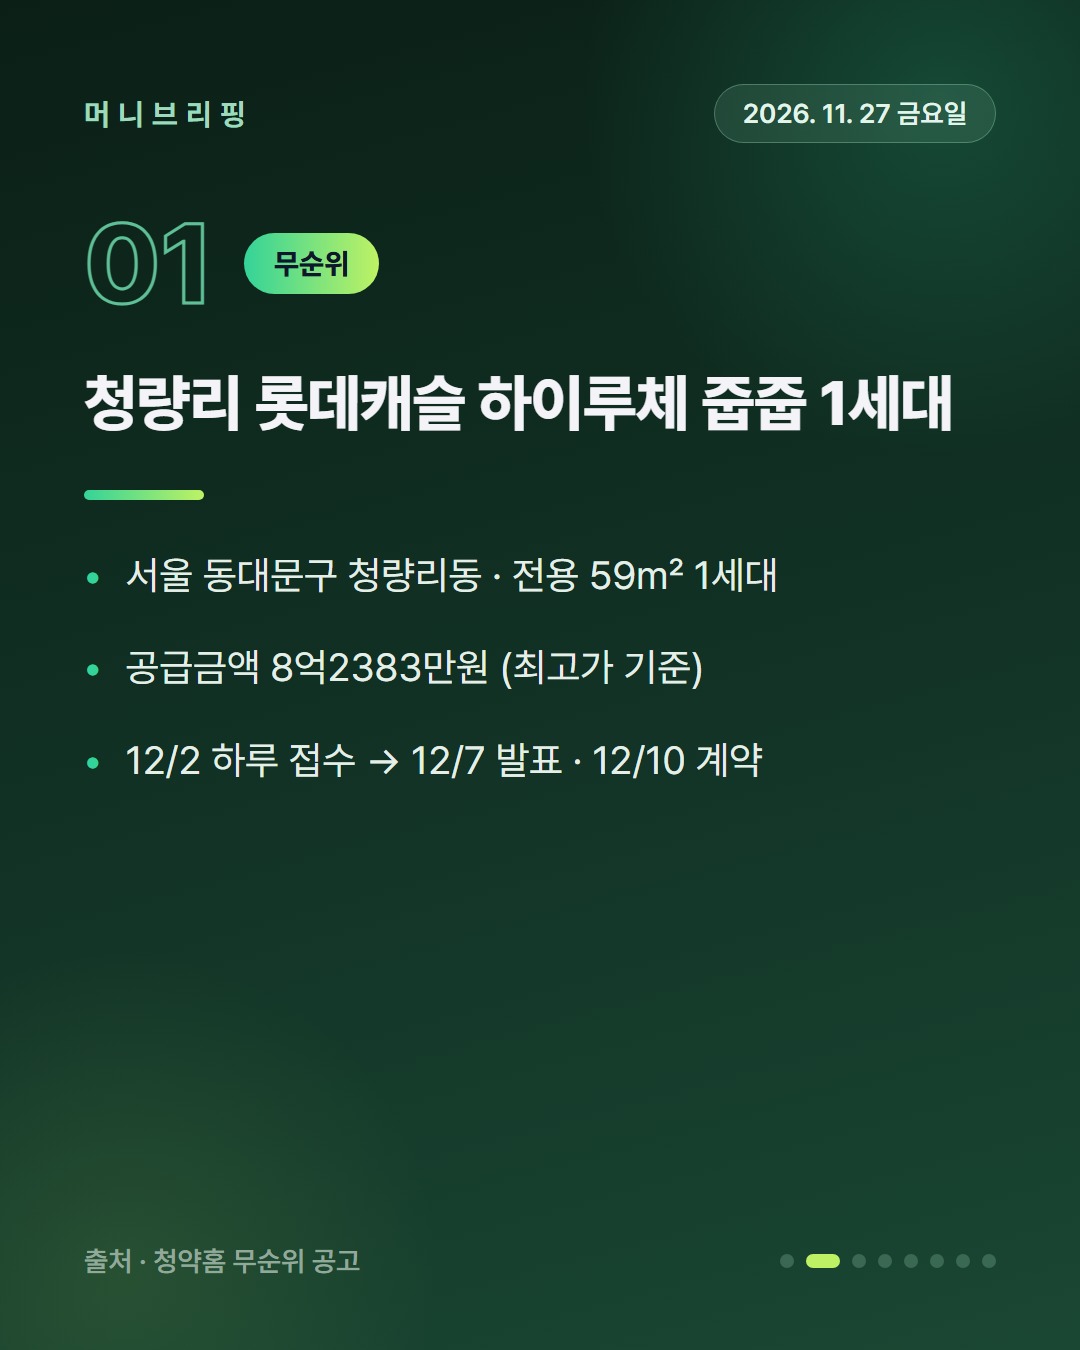 머니브리핑
2026. 11. 27 금요일
01
무순위
청량리 롯데캐슬 하이루체 줍줍 1세대
• 서울 동대문구 청량리동 · 전용 59m² 1세대
• 공급금액 8억2383만원 (최고가 기준)
• 12/2 하루 접수 → 12/7 발표 · 12/10 계약
출처 · 청약홈 무순위 공고